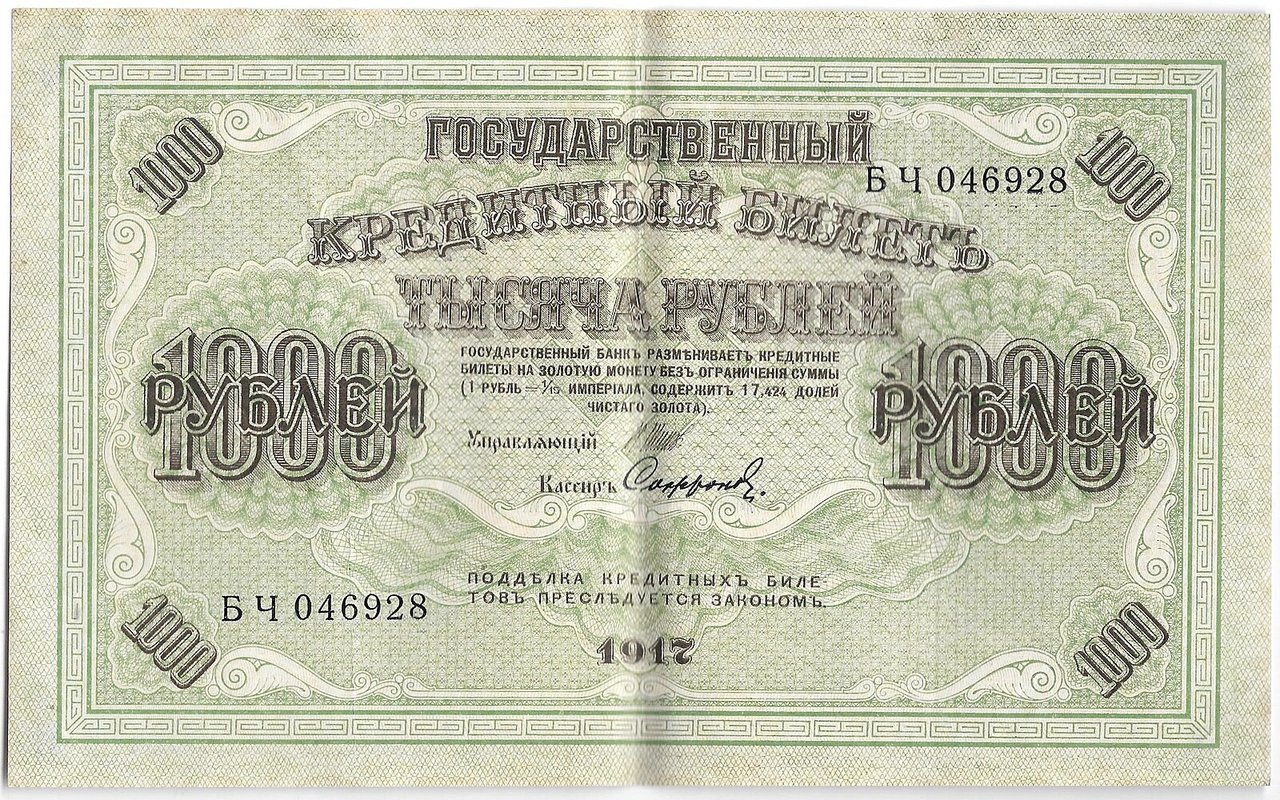 1000
1000
ГОСУДАРСТВЕННЫЙ
БЧ 046928
КРЕДИТНЫЙ БИЛЕТЪ
ТЫСЯЧА РУБЛЕЙ
ГОСУДАРСТВЕННЫЙ БАНКЪ РАЗМѢНИВАЕТЪ КРЕДИТНЫЕ
БИЛЕТЫ НА ЗОЛОТУЮ МОНЕТУ БЕЗЪ ОГРАНИЧЕНІЯ СУММЫ
(1 РУБЛЬ = 1/15 ИМПЕРІАЛА, СОДЕРЖИТЪ 17,424 ДОЛЕЙ
ЧИСТАГО ЗОЛОТА).
1000
РУБЛЕЙ
1000
РУБЛЕЙ
Управляющій
Кассиръ Сафронов
ПОДДѢЛКА КРЕДИТНЫХЪ БИЛЕ-
ТОВЪ ПРЕСЛѢДУЕТСЯ ЗАКОНОМЪ.
БЧ 046928
1917
1000
1000